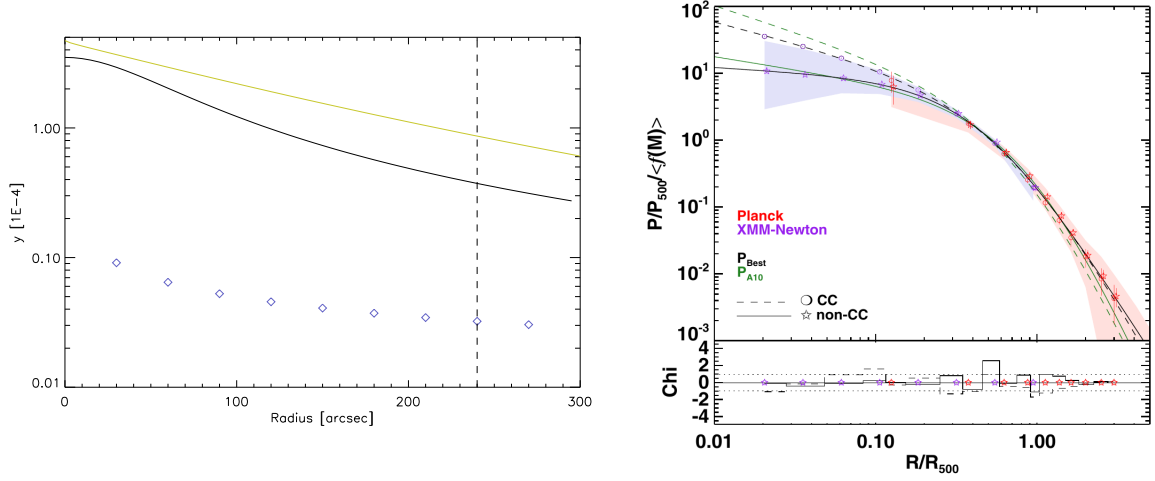 y [1E-4]
1.00
0.10
0.01
0
100
200
300
Radius [arcsec]
P/P500/<f(M)>
10²
10¹
10⁰
10⁻¹
10⁻²
10⁻³
Planck
XMM-Newton
PBest
PA10
CC
non-CC
Chi
4
2
0
-2
-4
0.01
0.10
1.00
R/R500